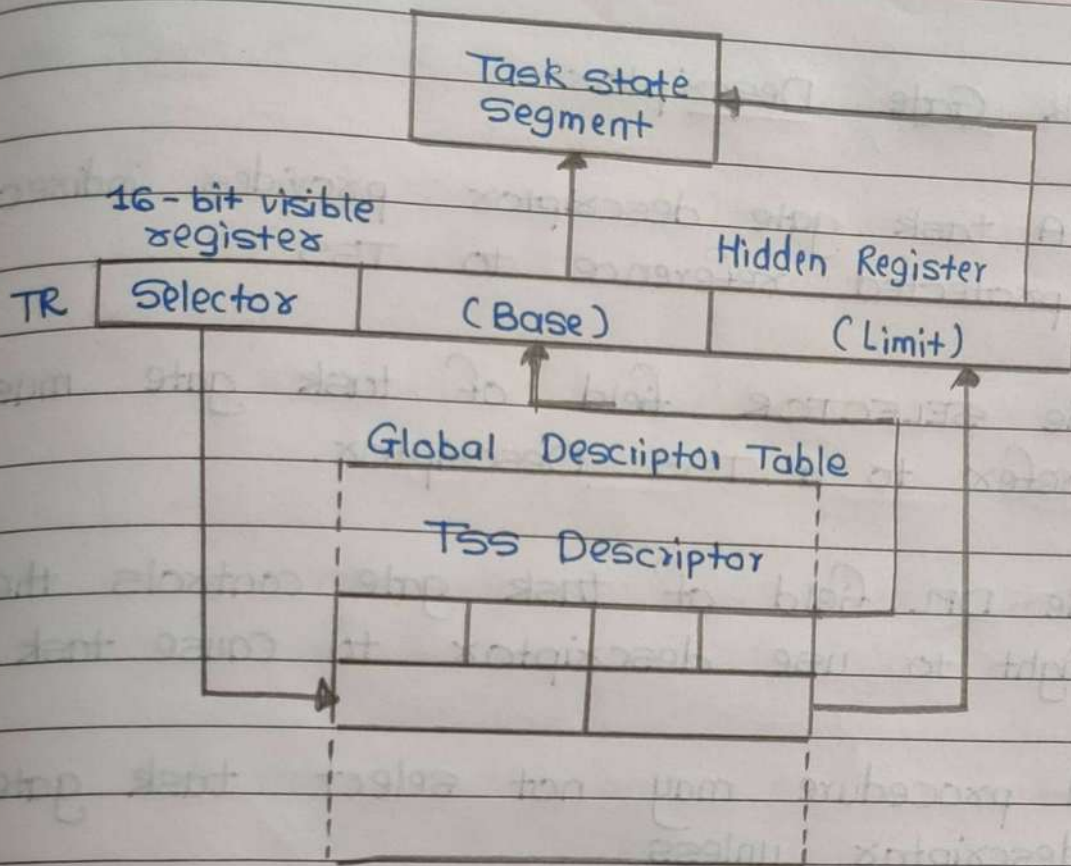 Task State
Segment
16-bit visible
register
Hidden Register
TR
Selector
(Base)
(Limit)
Global Descriptor Table
TSS Descriptor